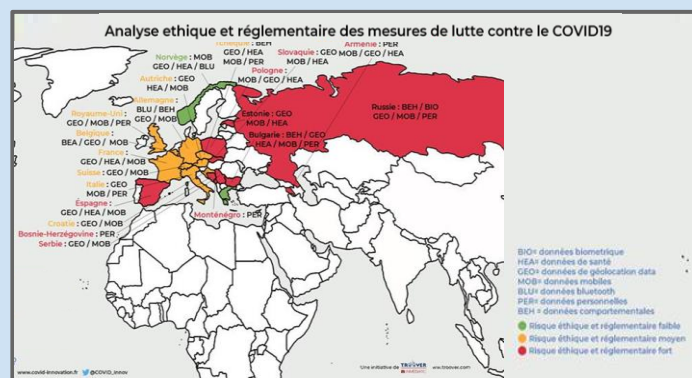 Analyse ethique et réglementaire des mesures de lutte contre le COVID19
BEH
GEO / HEA
MOB / PER
Norvège : MOB
GEO / HEA / BLU
Slovaquie : GEO
MOB / HEA
Arménie : PER
MOB / GEO / HEA
Pologne :
MOB / GEO / HEA
Autriche : GEO
HEA / MOB
Allemagne :
BLU / BEH
GEO / MOB
Royaume-Uni :
GEO / MOB / PER
Belgique :
BEA / GEO / MOB
France :
GEO / HEA / MOB
Suisse : GEO / MOB
Italie : GEO
MOB / PER
Éspagne :
GEO / HEA / MOB
Croatie : GEO / MOB
Bosnie-Herzégovine : PER
Serbie : GEO / MOB
Estonie : GEO
MOB / HEA
Bulgarie : BEH / GEO
HEA / MOB / PER
Russie : BEH / BIO
GEO / MOB / PER
Monténégro : PER
BIO= données biometrique
HEA= données de santé
GEO= données de géolocation data
MOB= données mobiles
BLU= données bluetooth
PER= données personnelles
BEH = données comportementales
Risque éthique et réglementaire faible
Risque éthique et réglementaire moyen
Risque éthique et réglementaire fort
www.covid-innovation.fr @COVID_Innov
Une initiative de TROOVER